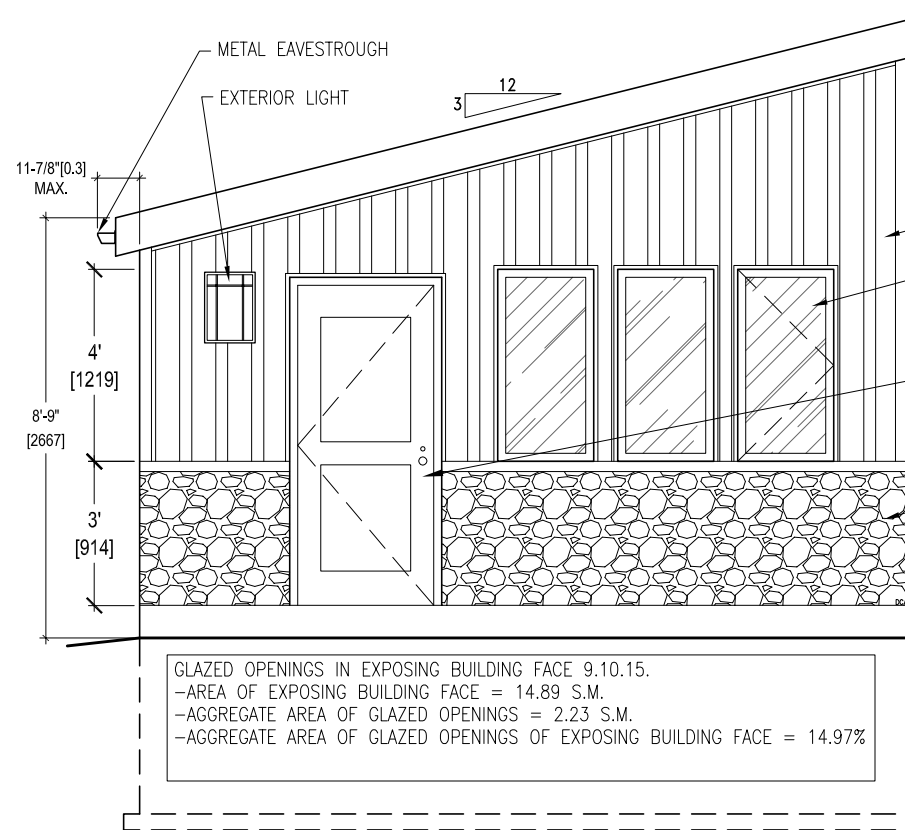 METAL EAVESTROUGH
EXTERIOR LIGHT
12
3
11-7/8"[0.3]
MAX.
4'
[1219]
8'-9"
[2667]
3'
[914]
GLAZED OPENINGS IN EXPOSING BUILDING FACE 9.10.15.
-AREA OF EXPOSING BUILDING FACE = 14.89 S.M.
-AGGREGATE AREA OF GLAZED OPENINGS = 2.23 S.M.
-AGGREGATE AREA OF GLAZED OPENINGS OF EXPOSING BUILDING FACE = 14.97%